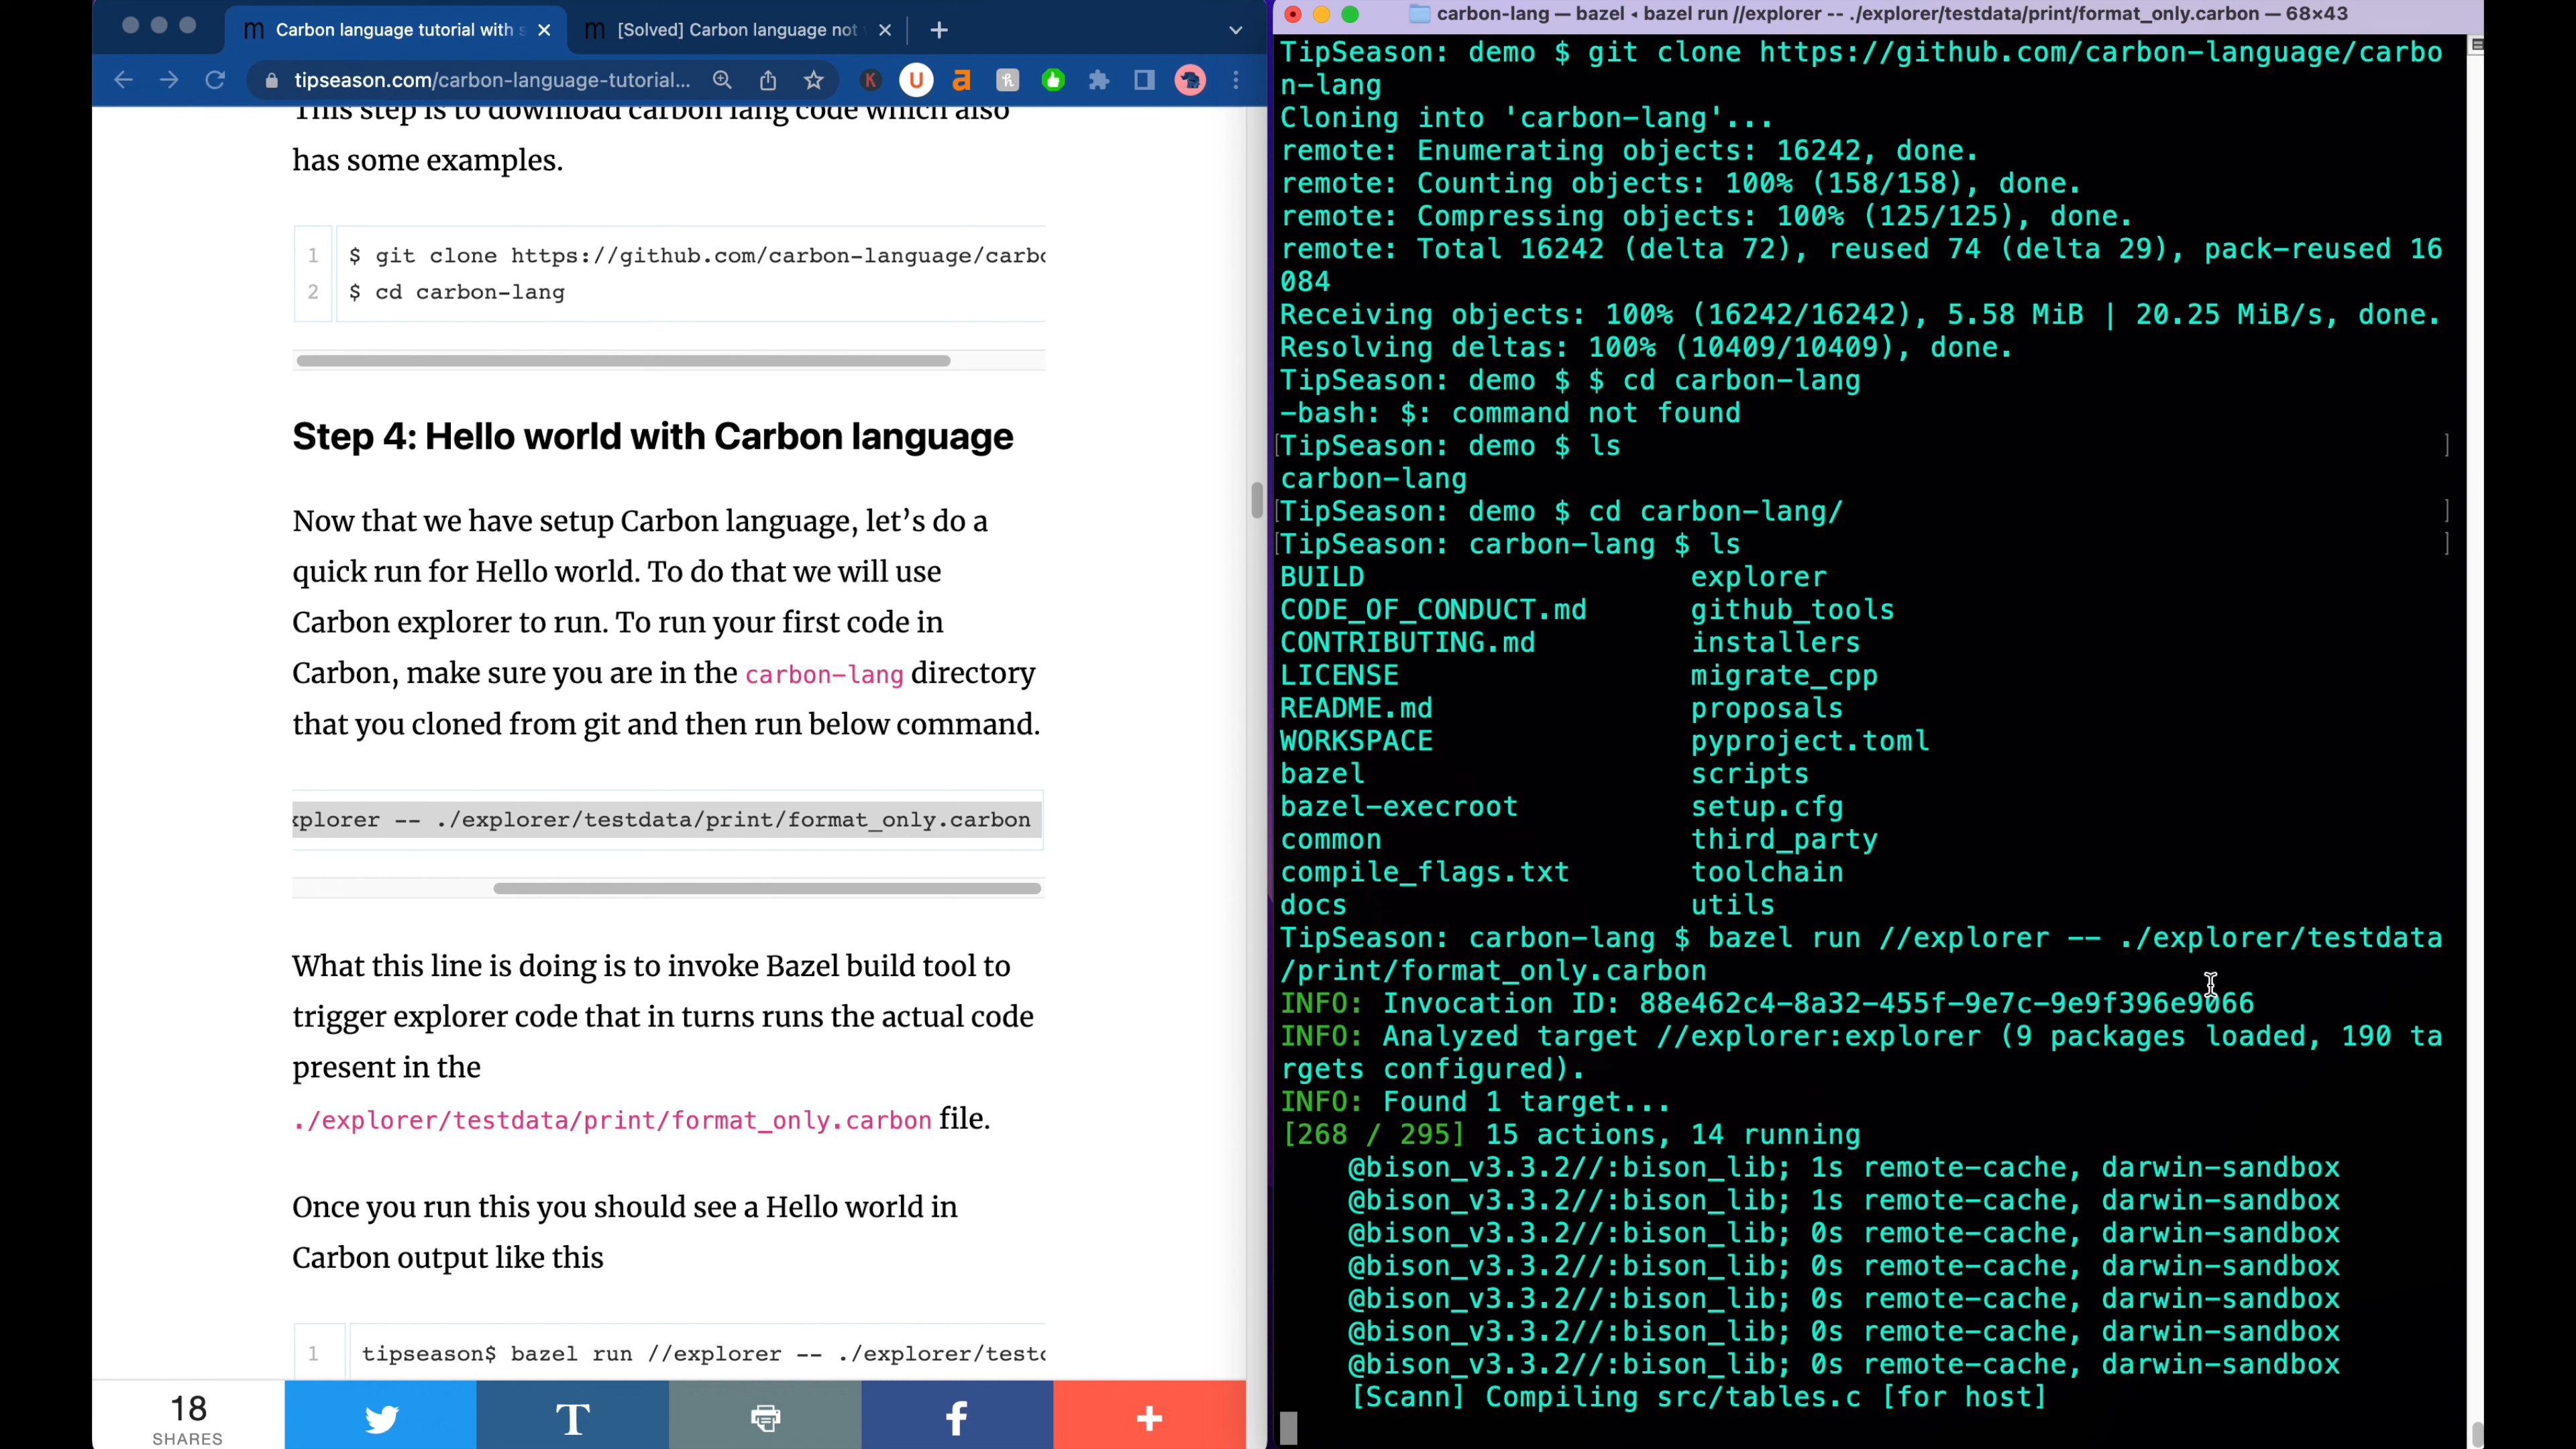 Carbon language tutorial with s
[Solved] Carbon language not
tipseason.com/carbon-language-tutorial...
This step is to download carbon lang code which also
has some examples.
1 $ git clone https://github.com/carbon-language/carbo
2 $ cd carbon-lang
Step 4: Hello world with Carbon language
Now that we have setup Carbon language, let’s do a
quick run for Hello world. To do that we will use
Carbon explorer to run. To run your first code in
Carbon, make sure you are in the carbon-lang directory
that you cloned from git and then run below command.
xplorer -- ./explorer/testdata/print/format_only.carbon
What this line is doing is to invoke Bazel build tool to
trigger explorer code that in turns runs the actual code
present in the
./explorer/testdata/print/format_only.carbon file.
Once you run this you should see a Hello world in
Carbon output like this
1 tipseason$ bazel run //explorer -- ./explorer/testd
18
SHARES
carbon-lang — bazel ◂ bazel run //explorer -- ./explorer/testdata/print/format_only.carbon — 68×43
TipSeason: demo $ git clone https://github.com/carbon-language/carbo
n-lang
Cloning into 'carbon-lang'...
remote: Enumerating objects: 16242, done.
remote: Counting objects: 100% (158/158), done.
remote: Compressing objects: 100% (125/125), done.
remote: Total 16242 (delta 72), reused 74 (delta 29), pack-reused 16
084
Receiving objects: 100% (16242/16242), 5.58 MiB | 20.25 MiB/s, done.
Resolving deltas: 100% (10409/10409), done.
TipSeason: demo $ $ cd carbon-lang
-bash: $: command not found
[TipSeason: demo $ ls ]
carbon-lang
[TipSeason: demo $ cd carbon-lang/ ]
[TipSeason: carbon-lang $ ls ]
BUILD explorer
CODE_OF_CONDUCT.md github_tools
CONTRIBUTING.md installers
LICENSE migrate_cpp
README.md proposals
WORKSPACE pyproject.toml
bazel scripts
bazel-execroot setup.cfg
common third_party
compile_flags.txt toolchain
docs utils
TipSeason: carbon-lang $ bazel run //explorer -- ./explorer/testdata
/print/format_only.carbon
INFO: Invocation ID: 88e462c4-8a32-455f-9e7c-9e9f396e9066
INFO: Analyzed target //explorer:explorer (9 packages loaded, 190 ta
rgets configured).
INFO: Found 1 target...
[268 / 295] 15 actions, 14 running
@bison_v3.3.2//:bison_lib; 1s remote-cache, darwin-sandbox
@bison_v3.3.2//:bison_lib; 1s remote-cache, darwin-sandbox
@bison_v3.3.2//:bison_lib; 0s remote-cache, darwin-sandbox
@bison_v3.3.2//:bison_lib; 0s remote-cache, darwin-sandbox
@bison_v3.3.2//:bison_lib; 0s remote-cache, darwin-sandbox
@bison_v3.3.2//:bison_lib; 0s remote-cache, darwin-sandbox
@bison_v3.3.2//:bison_lib; 0s remote-cache, darwin-sandbox
[Scann] Compiling src/tables.c [for host]